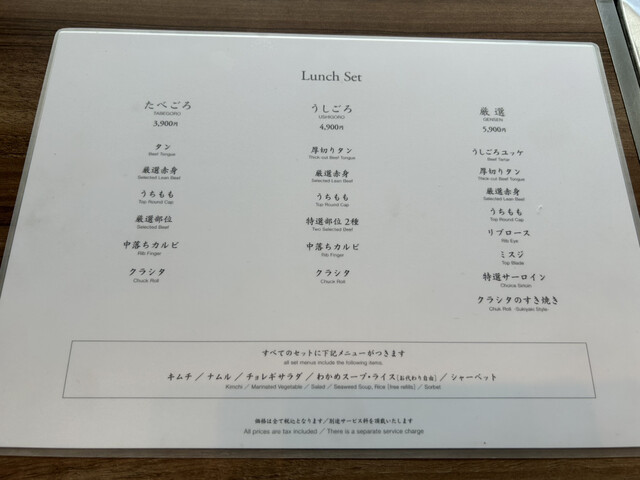 Lunch Set
たべごろ
TABEGORO
3,900円
タン
Beef Tongue
厳選赤身
Selected Lean Beef
うちもも
Top Round Cap
厳選部位
Selected Beef
中落ちカルビ
Rib Finger
クラシタ
Chuck Roll
うしごろ
USHIGORO
4,900円
厚切りタン
Thick-cut Beef Tongue
厳選赤身
Selected Lean Beef
うちもも
Top Round Cap
特選部位2種
Two Selected Beef
中落ちカルビ
Rib Finger
クラシタ
Chuck Roll
厳選
GENSEN
5,900円
うしごろユッケ
Beef Tartar
厚切りタン
Thick-cut Beef Tongue
厳選赤身
Selected Lean Beef
うちもも
Top Round Cap
リブロース
Rib Eye
ミスジ
Top Blade
特選サーロイン
Choice Sirloin
クラシタのすき焼き
Chuk Roll -Sukiyaki Style-
すべてのセットに下記メニューがつきます
all set menus include the following items.
キムチ／ナムル／チョレギサラダ／わかめスープ・ライス(お代わり自由)／シャーベット
Kimchi ／ Marinated Vegetable ／ Salad ／ Seaweed Soup, Rice (free refills) ／ Sorbet
価格は全て税込となります／別途サービス料を頂戴いたします
All prices are tax included ／ There is a separate service charge